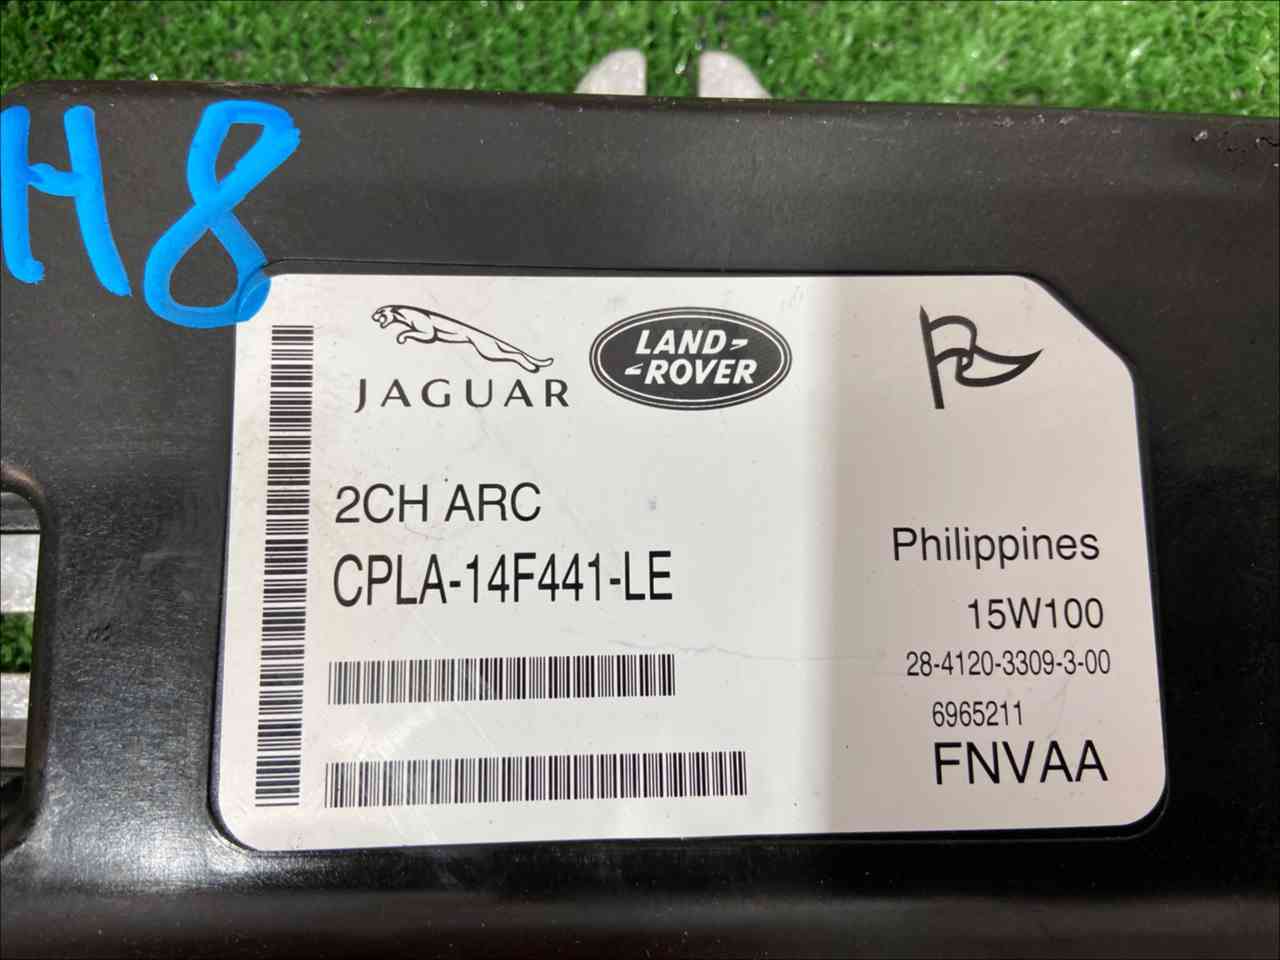 H8
JAGUAR
LAND-
-ROVER
2CH ARC
CPLA-14F441-LE
Philippines
15W100
28-4120-3309-3-00
6965211
FNVAA